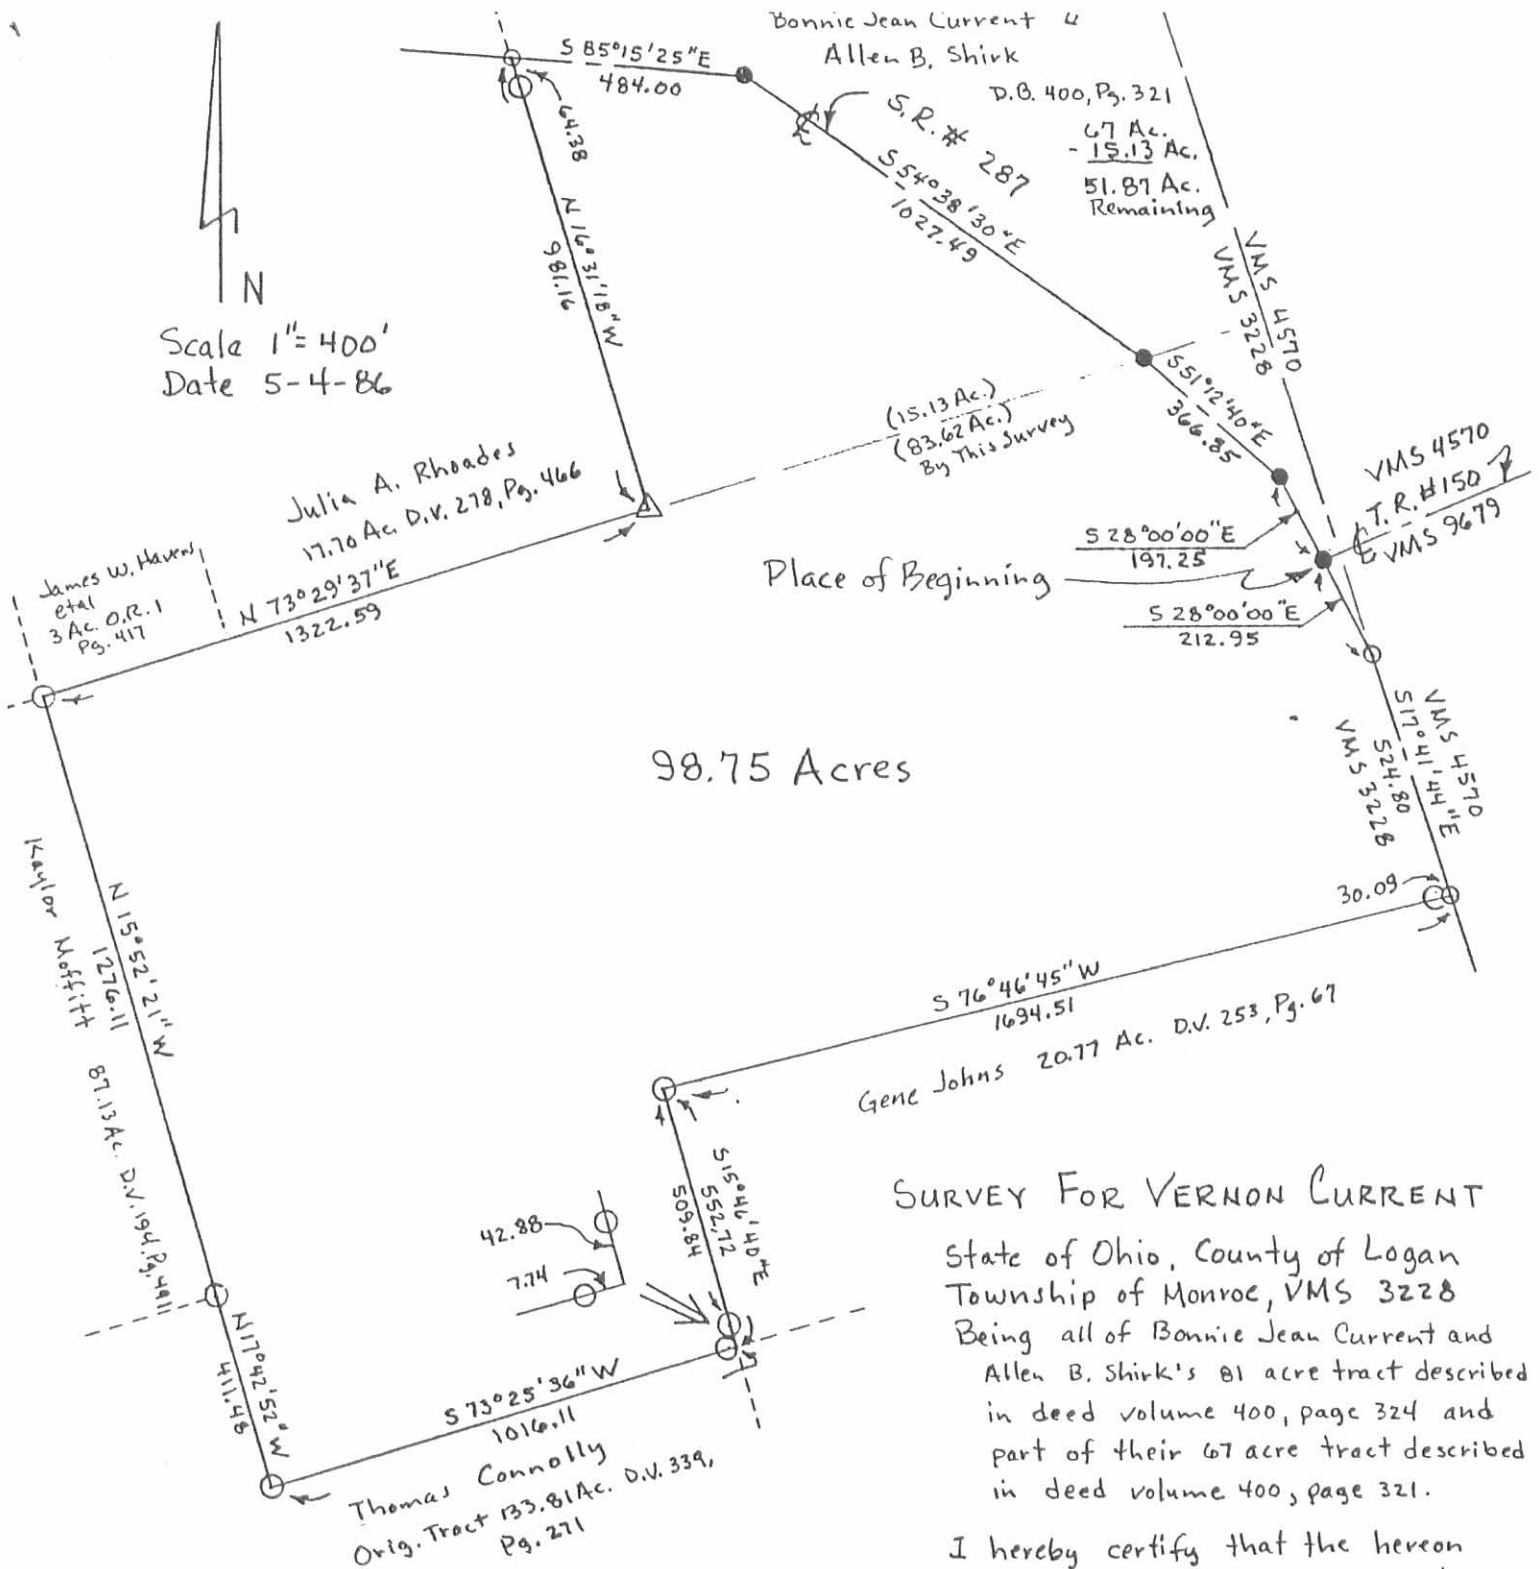 Bonnie Jean Current &
Allen B. Shirk
D.B. 400, Pg. 321
67 Ac.
- 15.13 Ac.
51.87 Ac.
Remaining
S 85°15'25"E
484.00
64.38
N 16°31'18"W
981.16
S.R. # 287
S 54°38'30"E
1027.49
VMS 4570
VMS 3228
N
Scale 1"= 400'
Date 5-4-86
S 51°12'40"E
366.85
(15.13 Ac.)
(83.62 Ac.)
By This Survey
VMS 4570
T.R. #150
VMS 9679
Julia A. Rhoades
17.70 Ac. D.V. 278, Pg. 466
James W. Havens,
etal
3 Ac. O.R. 1
Pg. 417
N 73°29'37"E
1322.59
S 28°00'00"E
197.25
Place of Beginning
S 28°00'00"E
212.95
VMS 4570
S 17°41'44"E
524.80
VMS 3228
98.75 Acres
30.09
N 15°52'21"W
1276.11
Kaylor Moffitt 87.13 Ac. D.V. 194, Pg. 491
S 76°46'45"W
1694.51
Gene Johns 20.77 Ac. D.V. 253, Pg. 67
S 15°46'40"E
552.72
509.84
42.88
7.74
N 17°42'52"W
411.48
S 73°25'36"W
1016.11
Thomas Connolly
Orig. Tract 133.81 Ac. D.V. 339,
Pg. 271
SURVEY FOR VERNON CURRENT
State of Ohio, County of Logan
Township of Monroe, VMS 3228
Being all of Bonnie Jean Current and
Allen B. Shirk's 81 acre tract described
in deed volume 400, page 324 and
part of their 67 acre tract described
in deed volume 400, page 321.
I hereby certify that the hereon